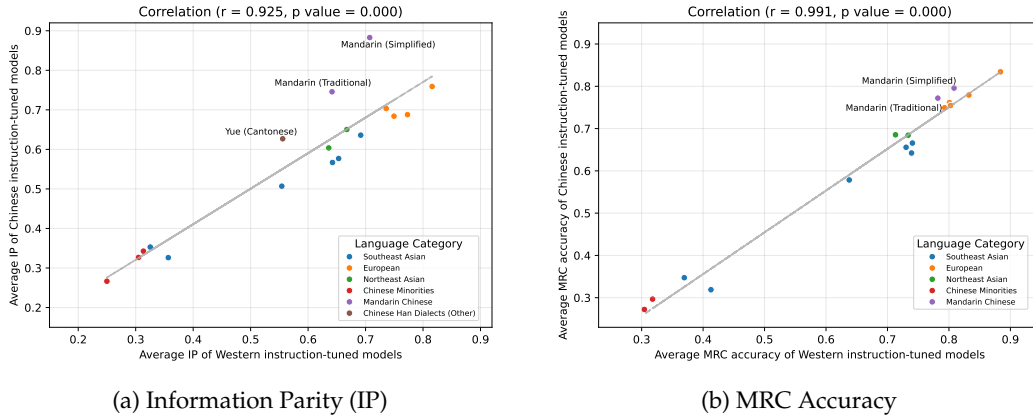 Correlation (r = 0.925, p value = 0.000)
Average IP of Chinese instruction-tuned models
0.9
0.8
0.7
0.6
0.5
0.4
0.3
0.2
Mandarin (Simplified)
Mandarin (Traditional)
Yue (Cantonese)
Language Category
Southeast Asian
European
Northeast Asian
Chinese Minorities
Mandarin Chinese
Chinese Han Dialects (Other)
0.2 0.3 0.4 0.5 0.6 0.7 0.8 0.9
Average IP of Western instruction-tuned models
(a) Information Parity (IP)
Correlation (r = 0.991, p value = 0.000)
Average MRC accuracy of Chinese instruction-tuned models
0.9
0.8
0.7
0.6
0.5
0.4
0.3
Mandarin (Simplified)
Mandarin (Traditional)
Language Category
Southeast Asian
European
Northeast Asian
Chinese Minorities
Mandarin Chinese
0.3 0.4 0.5 0.6 0.7 0.8 0.9
Average MRC accuracy of Western instruction-tuned models
(b) MRC Accuracy